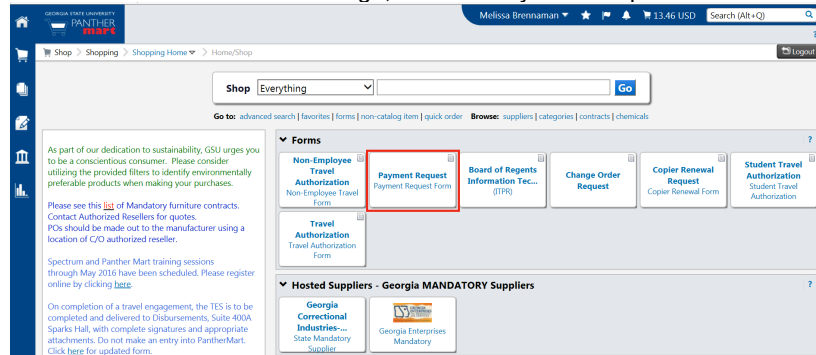 GEORGIA STATE UNIVERSITY
PANTHER
mart
Melissa Brennaman
13.46 USD
Search (Alt+Q)
Shop > Shopping > Shopping Home > Home/Shop
Logout
Shop Everything Go
Go to: advanced search | favorites | forms | non-catalog item | quick order Browse: suppliers | categories | contracts | chemicals
As part of our dedication to sustainability, GSU urges you
to be a conscientious consumer. Please consider
utilizing the provided filters to identify environmentally
preferable products when making your purchases.
Please see this list of Mandatory furniture contracts.
Contact Authorized Resellers for quotes.
POs should be made out to the manufacturer using a
location of C/O authorized reseller.
Spectrum and Panther Mart training sessions
through May 2016 have been scheduled. Please register
online by clicking here.
On completion of a travel engagement, the TES is to be
completed and delivered to Disbursements, Suite 400A
Sparks Hall, with complete signatures and appropriate
attachments. Do not make an entry into PantherMart.
Click here for updated form.
Forms ?
Non-Employee
Travel
Authorization
Non-Employee Travel
Form
Payment Request
Payment Request Form
Board of Regents
Information Tec...
(ITPR)
Change Order
Request
Copier Renewal
Request
Copier Renewal Form
Student Travel
Authorization
Student Travel
Authorization
Travel
Authorization
Travel Authorization
Form
Hosted Suppliers - Georgia MANDATORY Suppliers ?
Georgia
Correctional
Industries-...
State Mandatory
Supplier
Georgia Enterprises
Mandatory